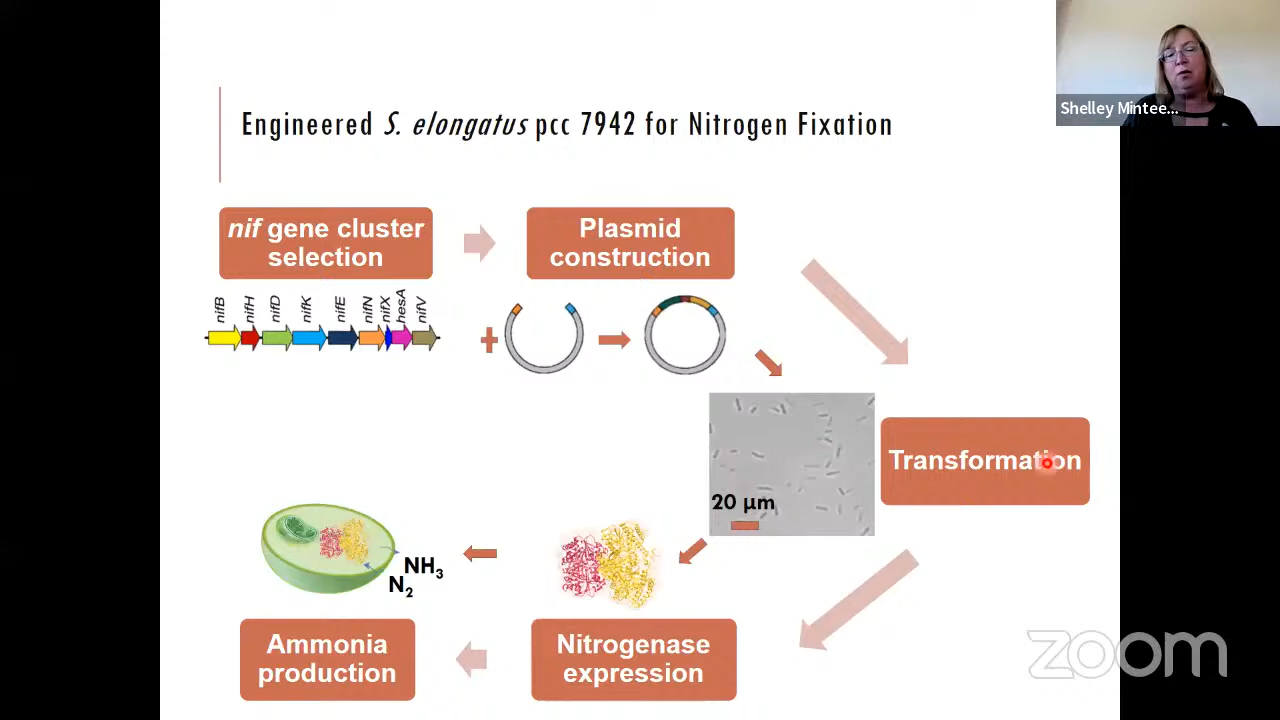 Shelley Mintee...
Engineered S. elongatus pcc 7942 for Nitrogen Fixation
nif gene cluster
selection
Plasmid
construction
nifB
nifH
nifD
nifK
nifE
nifN
nifX
hesA
nifV
+
Transformation
20 µm
NH3
N2
Ammonia
production
Nitrogenase
expression
zoom